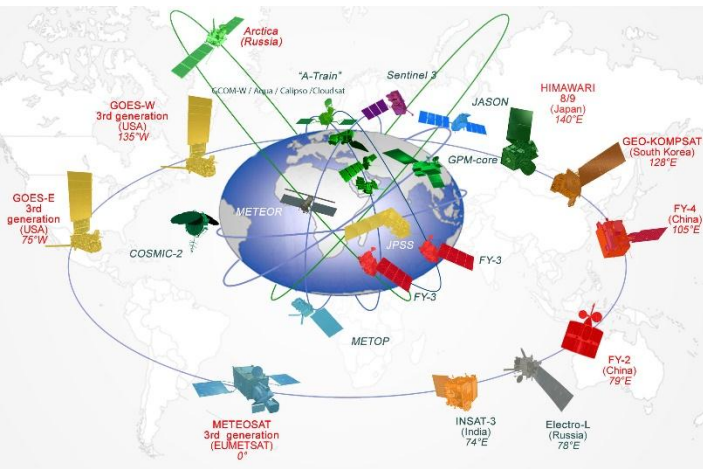 Arctica
(Russia)
"A-Train"
GCOM-W / Aqua / Calipso /Cloudsat
Sentinel 3
JASON
HIMAWARI
8/9
(Japan)
140°E
GOES-W
3rd generation
(USA)
135°W
GPM-core
GEO-KOMPSAT
(South Korea)
128°E
GOES-E
3rd
generation
(USA)
75°W
METEOR
FY-4
(China)
105°E
COSMIC-2
JPSS
FY-3
FY-3
METOP
FY-2
(China)
79°E
METEOSAT
3rd generation
(EUMETSAT)
0°
INSAT-3
(India)
74°E
Electro-L
(Russia)
78°E